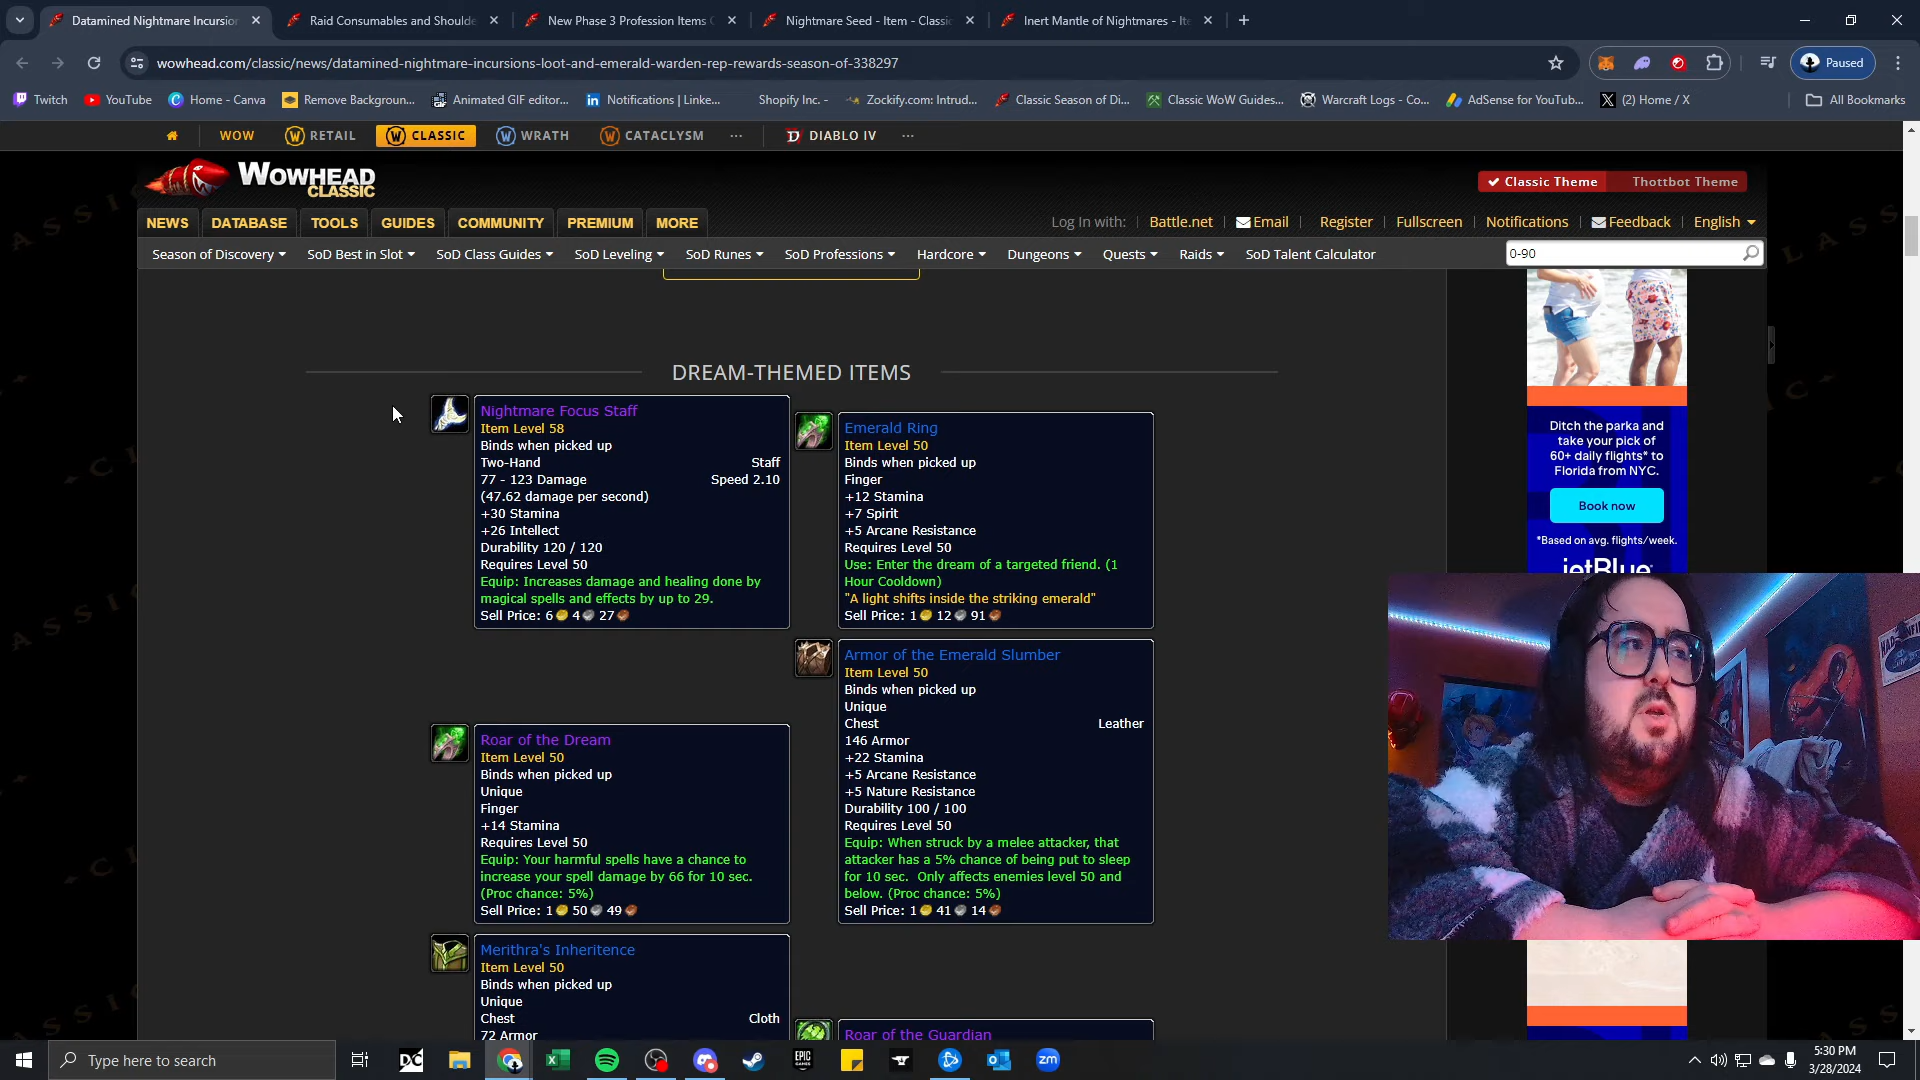 Datamined Nightmare Incursion
Raid Consumables and Shoulde
New Phase 3 Profession Items
Nightmare Seed - Item - Classic
Inert Mantle of Nightmares - Ite
wowhead.com/classic/news/datamined-nightmare-incursions-loot-and-emerald-warden-rep-rewards-season-of-338297
Paused
Twitch
YouTube
Home - Canva
Remove Backgroun...
Animated GIF editor...
Notifications | Linke...
Shopify Inc. -
Zockify.com: Intrud...
Classic Season of Di...
Classic WoW Guides...
Warcraft Logs - Co...
AdSense for YouTub...
(2) Home / X
All Bookmarks
WOW
RETAIL
CLASSIC
WRATH
CATACLYSM
...
DIABLO IV
...
WOWHEAD
CLASSIC
Classic Theme
Thottbot Theme
NEWS DATABASE TOOLS GUIDES COMMUNITY PREMIUM MORE
Log In with: Battle.net Email Register Fullscreen Notifications Feedback English
Season of Discovery SoD Best in Slot SoD Class Guides SoD Leveling SoD Runes SoD Professions Hardcore Dungeons Quests Raids SoD Talent Calculator
0-90
DREAM-THEMED ITEMS
Nightmare Focus Staff
Item Level 58
Binds when picked up
Two-Hand Staff
77 - 123 Damage Speed 2.10
(47.62 damage per second)
+30 Stamina
+26 Intellect
Durability 120 / 120
Requires Level 50
Equip: Increases damage and healing done by
magical spells and effects by up to 29.
Sell Price: 6 4 27
Emerald Ring
Item Level 50
Binds when picked up
Finger
+12 Stamina
+7 Spirit
+5 Arcane Resistance
Requires Level 50
Use: Enter the dream of a targeted friend. (1
Hour Cooldown)
"A light shifts inside the striking emerald"
Sell Price: 1 12 91
Armor of the Emerald Slumber
Item Level 50
Binds when picked up
Unique
Chest Leather
146 Armor
+22 Stamina
+5 Arcane Resistance
+5 Nature Resistance
Durability 100 / 100
Requires Level 50
Equip: When struck by a melee attacker, that
attacker has a 5% chance of being put to sleep
for 10 sec. Only affects enemies level 50 and
below. (Proc chance: 5%)
Sell Price: 1 41 14
Roar of the Dream
Item Level 50
Binds when picked up
Unique
Finger
+14 Stamina
Requires Level 50
Equip: Your harmful spells have a chance to
increase your spell damage by 66 for 10 sec.
(Proc chance: 5%)
Sell Price: 1 50 49
Merithra's Inheritence
Item Level 50
Binds when picked up
Unique
Chest Cloth
72 Armor
Roar of the Guardian
Ditch the parka and
take your pick of
60+ daily flights* to
Florida from NYC.
Book now
*Based on avg. flights/week.
jetBlue
Type here to search
DC
EPIC
GAMES
zm
5:30 PM
3/28/2024